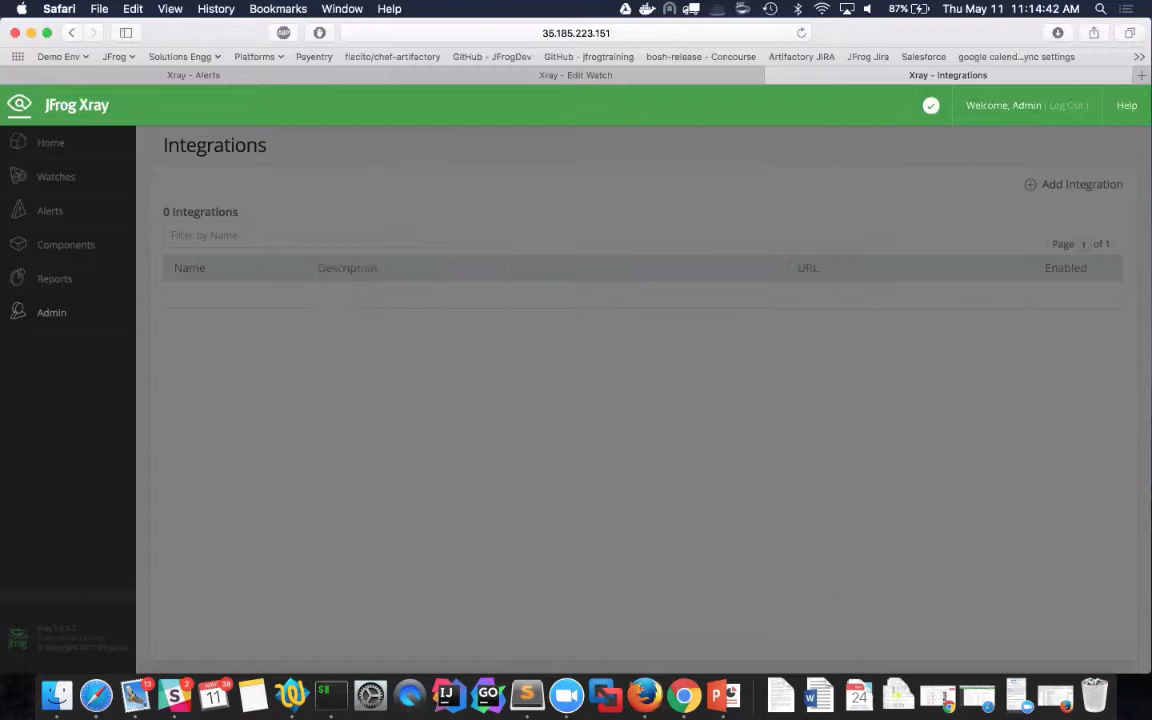 Safari File Edit View History Bookmarks Window Help 87% Thu May 11 11:14:42 AM
35.185.223.151
Demo Env JFrog Solutions Engg Platforms Payentry flacito/chef-artifactory GitHub - JFrogDev GitHub - jfrogtraining bosh-release - Concourse Artifactory JIRA JFrog Jira Salesforce google calend...ync settings
Xray - Alerts Xray - Edit Watch Xray - Integrations
JFrog Xray Welcome, Admin ( Log Out ) Help
Home
Watches
Alerts
Components
Reports
Admin
Integrations
Add Integration
0 Integrations
Filter by Name
Page 1 of 1
Name Description URL Enabled